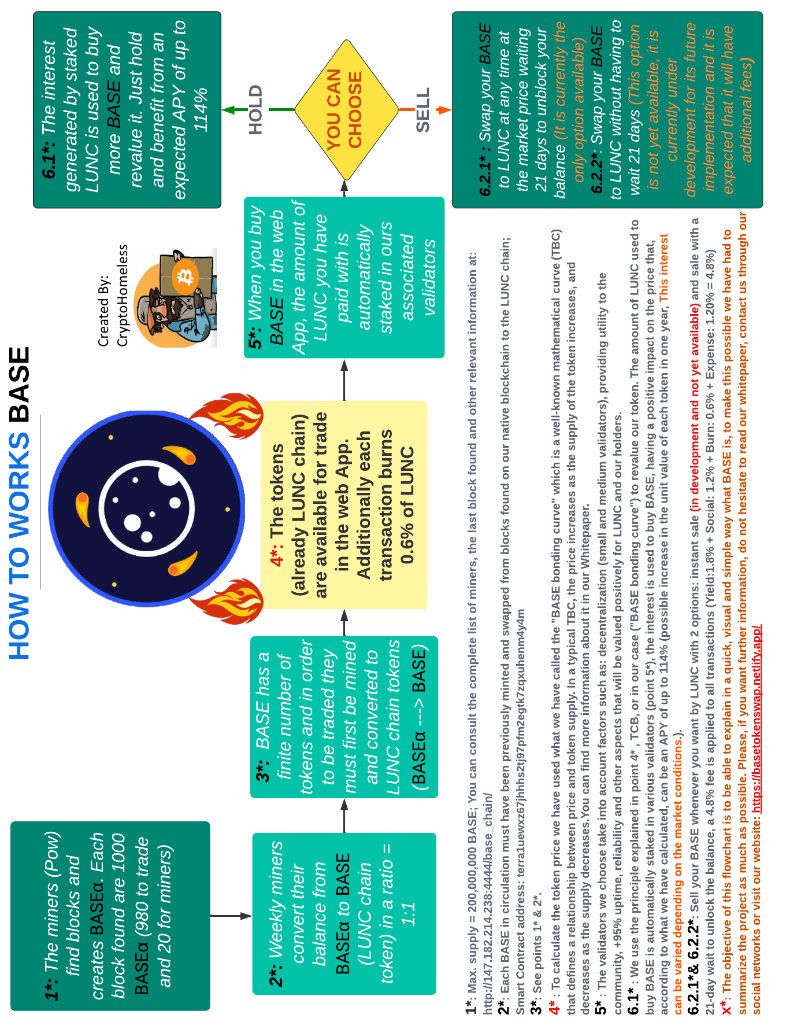 HOW TO WORKS BASE
1*: The miners (Pow)
find blocks and
creates BASEα. Each
block found are 1000
BASEα (980 to trade
and 20 for miners)
2*: Weekly miners
convert their
balance from
BASEα to BASE
(LUNC chain
token) in a ratio =
1:1
3*: BASE has a
finite number of
tokens and in order
to be traded they
must first be mined
and converted to
LUNC chain tokens
(BASEα ---> BASE)
4*: The tokens
(already LUNC chain)
are available for trade
in the web App.
Additionally each
transaction burns
0.6% of LUNC
Created By:
CryptoHomeless
5*: When you buy
BASE in the web
App, the amount of
LUNC you have
paid with is
automatically
staked in ours
associated
validators
YOU CAN
CHOOSE
HOLD
SELL
6.1*: The interest
generated by staked
LUNC is used to buy
more BASE and
revalue it. Just hold
and benefit from an
expected APY of up to
114%
6.2.1* : Swap your BASE
to LUNC at any time at
the market price waiting
21 days to unblock your
balance (It is currently the
only option available)
6.2.2*: Swap your BASE
to LUNC without having to
wait 21 days (This option
is not yet available, it is
currently under
development for its future
implementation and it is
expected that it will have
additional fees)
1*: Max. supply = 200,000,000 BASE; You can consult the complete list of miners, the last block found and other relevant information at:
http://147.182.214.238:4444/base_chain/
2*: Each BASE in circulation must have been previously minted and swapped from blocks found on our native blockchain to the LUNC chain;
Smart Contract address: terra1uewxz67jhhhs2tj97pfm2egtk7zqxuhenm4y4m
3*: See points 1* & 2*.
4* : To calculate the token price we have used what we have called the "BASE bonding curve" which is a well-known mathematical curve (TBC)
that defines a relationship between price and token supply. In a typical TBC, the price increases as the supply of the token increases, and
decreases as the supply decreases.You can find more information about it in our Whitepaper.
5* : The validators we choose take into account factors such as: decentralization (small and medium validators), providing utility to the
community, +95% uptime, reliability and other aspects that will be valued positively for LUNC and our holders.
6.1* : We use the principle explained in point 4* , TCB, or in our case ("BASE bonding curve") to revalue our token. The amount of LUNC used to
buy BASE is automatically staked in various validators (point 5*), the interest is used to buy BASE, having a positive impact on the price that,
according to what we have calculated, can be an APY of up to 114% (possible increase in the unit value of each token in one year, This interest
can be varied depending on the market conditions.).
6.2.1*& 6.2.2*: Sell your BASE whenever you want by LUNC with 2 options: instant sale (in development and not yet available) and sale with a
21-day wait to unlock the balance, a 4.8% fee is applied to all transactions (Yield:1.8% + Social: 1.2% + Burn: 0.6% + Expense: 1.20% = 4.8%)
x*: The objective of this flowchart is to be able to explain in a quick, visual and simple way what BASE is, to make this possible we have had to
summarize the project as much as possible. Please, if you want further information, do not hesitate to read our whitepaper, contact us through our
social networks or visit our website: https://basetokenswap.netlify.app/